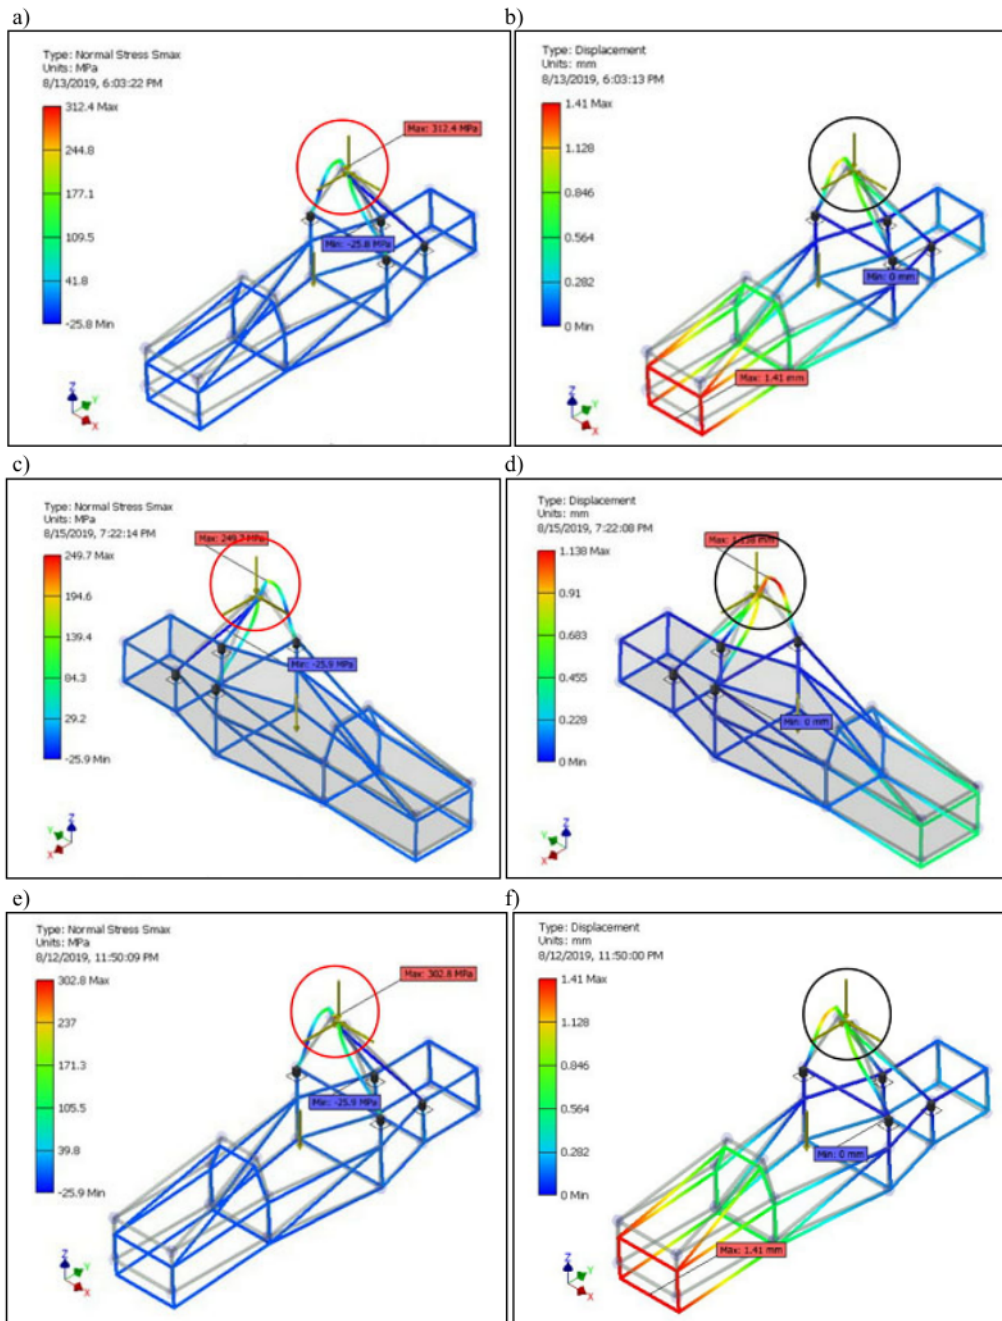 a)
Type: Normal Stress Smax
Units: MPa
8/13/2019, 6:03:22 PM
312.4 Max
244.8
177.1
109.5
41.8
-25.8 Min
Max: 312.4 MPa
Min: -25.8 MPa
Z
Y
X
b)
Type: Displacement
Units: mm
8/13/2019, 6:03:13 PM
1.41 Max
1.128
0.846
0.564
0.282
0 Min
Min: 0 mm
Max: 1.41 mm
Z
Y
X
c)
Type: Normal Stress Smax
Units: MPa
8/15/2019, 7:22:14 PM
249.7 Max
194.6
139.4
84.3
29.2
-25.9 Min
Max: 249.7 MPa
Min: -25.9 MPa
Z
Y
X
d)
Type: Displacement
Units: mm
8/15/2019, 7:22:08 PM
1.138 Max
0.91
0.683
0.455
0.228
0 Min
Max: 1.138 mm
Min: 0 mm
Z
Y
X
e)
Type: Normal Stress Smax
Units: MPa
8/12/2019, 11:50:09 PM
302.8 Max
237
171.3
105.5
39.8
-25.9 Min
Max: 302.8 MPa
Min: -25.9 MPa
Z
Y
X
f)
Type: Displacement
Units: mm
8/12/2019, 11:50:00 PM
1.41 Max
1.128
0.846
0.564
0.282
0 Min
Min: 0 mm
Max: 1.41 mm
Z
Y
X